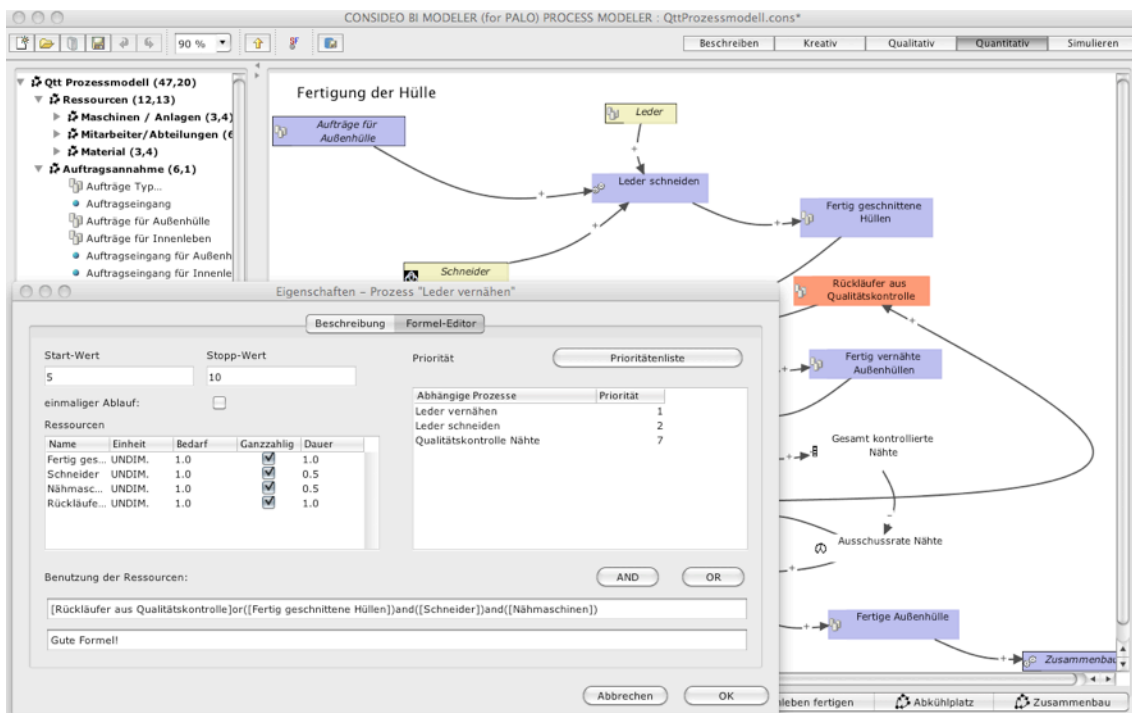 CONSIDEO BI MODELER (for PALO) PROCESS MODELER : QttProzessmodell.cons*
90 %
Beschreiben
Kreativ
Qualitativ
Quantitativ
Simulieren
Qtt Prozessmodell (47,20)
Ressourcen (12,13)
Maschinen / Anlagen (3,4)
Mitarbeiter/Abteilungen (6
Material (3,4)
Auftragsannahme (6,1)
Aufträge Typ...
Auftragseingang
Aufträge für Außenhülle
Aufträge für Innenleben
Auftragseingang für Außenh
Auftragseingang für Innenle
Fertigung der Hülle
Aufträge für
Außenhülle
Leder
Leder schneiden
Fertig geschnittene
Hüllen
Schneider
Rückläufer aus
Qualitätskontrolle
Fertig vernähte
Außenhüllen
Gesamt kontrollierte
Nähte
Ausschussrate Nähte
Fertige Außenhülle
Zusammenbau
Eigenschaften – Prozess "Leder vernähen"
Beschreibung
Formel-Editor
Start-Wert
Stopp-Wert
5
10
einmaliger Ablauf:
Ressourcen
Name Einheit Bedarf Ganzzahlig Dauer
Fertig ges... UNDIM. 1.0 1.0
Schneider UNDIM. 1.0 0.5
Nähmasc... UNDIM. 1.0 0.5
Rückläufe... UNDIM. 1.0 1.0
Priorität
Prioritätenliste
Abhängige Prozesse Priorität
Leder vernähen 1
Leder schneiden 2
Qualitätskontrolle Nähte 7
Benutzung der Ressourcen:
AND
OR
[Rückläufer aus Qualitätskontrolle]or([Fertig geschnittene Hüllen])and([Schneider])and([Nähmaschinen])
Gute Formel!
Abbrechen
OK
leben fertigen
Abkühlplatz
Zusammenbau